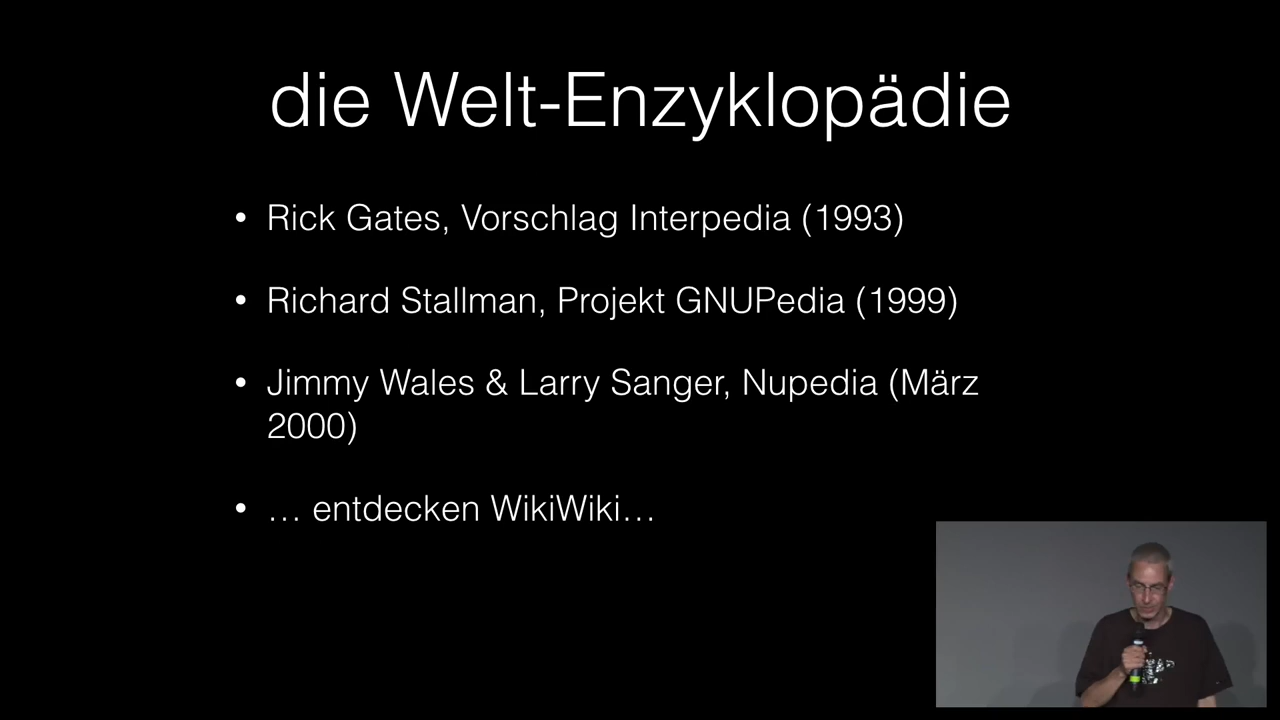 die Welt-Enzyklopädie
• Rick Gates, Vorschlag Interpedia (1993)
• Richard Stallman, Projekt GNUPedia (1999)
• Jimmy Wales & Larry Sanger, Nupedia (März
2000)
• … entdecken WikiWiki…